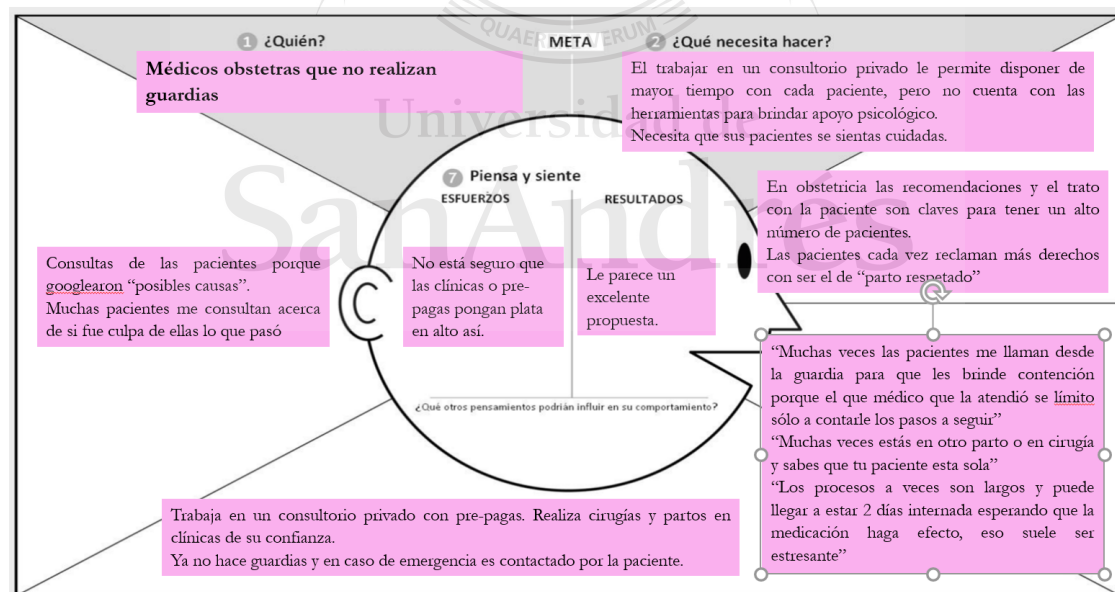 QUAERERE VERUM
1 ¿Quién?
META
2 ¿Qué necesita hacer?
Médicos obstetras que no realizan
guardias
El trabajar en un consultorio privado le permite disponer de
mayor tiempo con cada paciente, pero no cuenta con las
herramientas para brindar apoyo psicológico.
Necesita que sus pacientes se sientas cuidadas.
Universidad de
SanAndrés
7 Piensa y siente
ESFUERZOS
RESULTADOS
En obstetricia las recomendaciones y el trato
con la paciente son claves para tener un alto
número de pacientes.
Las pacientes cada vez reclaman más derechos
con ser el de “parto respetado”
Consultas de las pacientes porque
googlearon “posibles causas”.
Muchas pacientes me consultan acerca
de si fue culpa de ellas lo que pasó
No está seguro que
las clínicas o pre-
pagas pongan plata
en alto así.
Le parece un
excelente
propuesta.
¿Qué otros pensamientos podrían influir en su comportamiento?
“Muchas veces las pacientes me llaman desde
la guardia para que les brinde contención
porque el que médico que la atendió se límito
sólo a contarle los pasos a seguir”
“Muchas veces estás en otro parto o en cirugía
y sabes que tu paciente esta sola”
“Los procesos a veces son largos y puede
llegar a estar 2 días internada esperando que la
medicación haga efecto, eso suele ser
estresante”
Trabaja en un consultorio privado con pre-pagas. Realiza cirugías y partos en
clínicas de su confianza.
Ya no hace guardias y en caso de emergencia es contactado por la paciente.